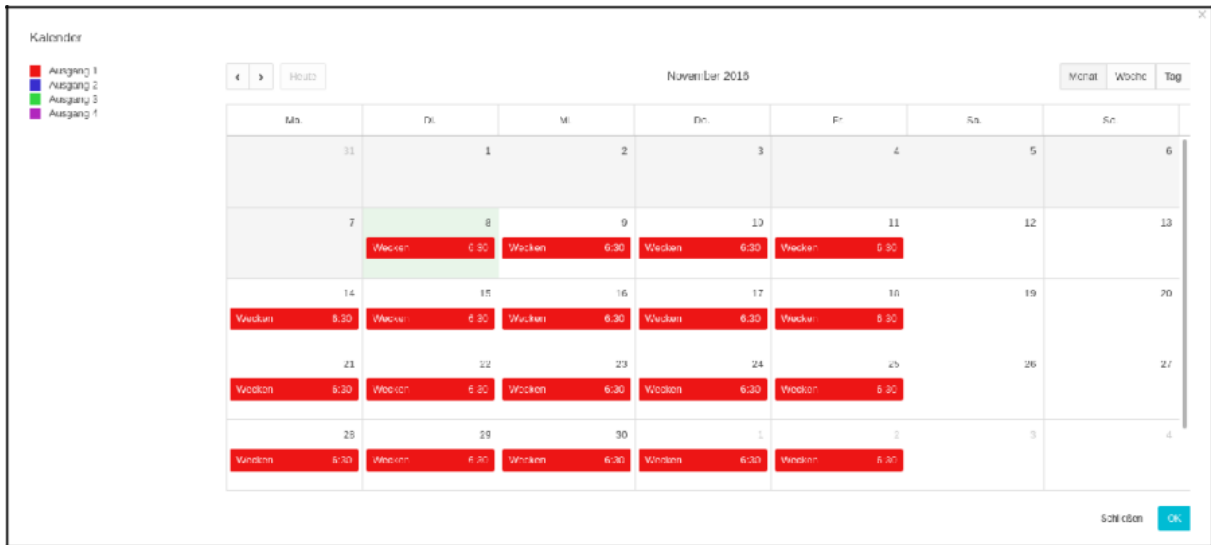 ×
Kalender
Ausgang 1
Ausgang 2
Ausgang 3
Ausgang 4
‹ › Heute November 2016 Monat Woche Tag
Mo. Di. Mi. Do. Fr. Sa. So.
31 1 2 3 4 5 6
7 8 9 10 11 12 13
Wecken 6:30 Wecken 6:30 Wecken 6:30 Wecken 6:30
14 15 16 17 18 19 20
Wecken 6:30 Wecken 6:30 Wecken 6:30 Wecken 6:30 Wecken 6:30
21 22 23 24 25 26 27
Wecken 6:30 Wecken 6:30 Wecken 6:30 Wecken 6:30 Wecken 6:30
28 29 30 1 2 3 4
Wecken 6:30 Wecken 6:30 Wecken 6:30 Wecken 6:30 Wecken 6:30
Schließen OK